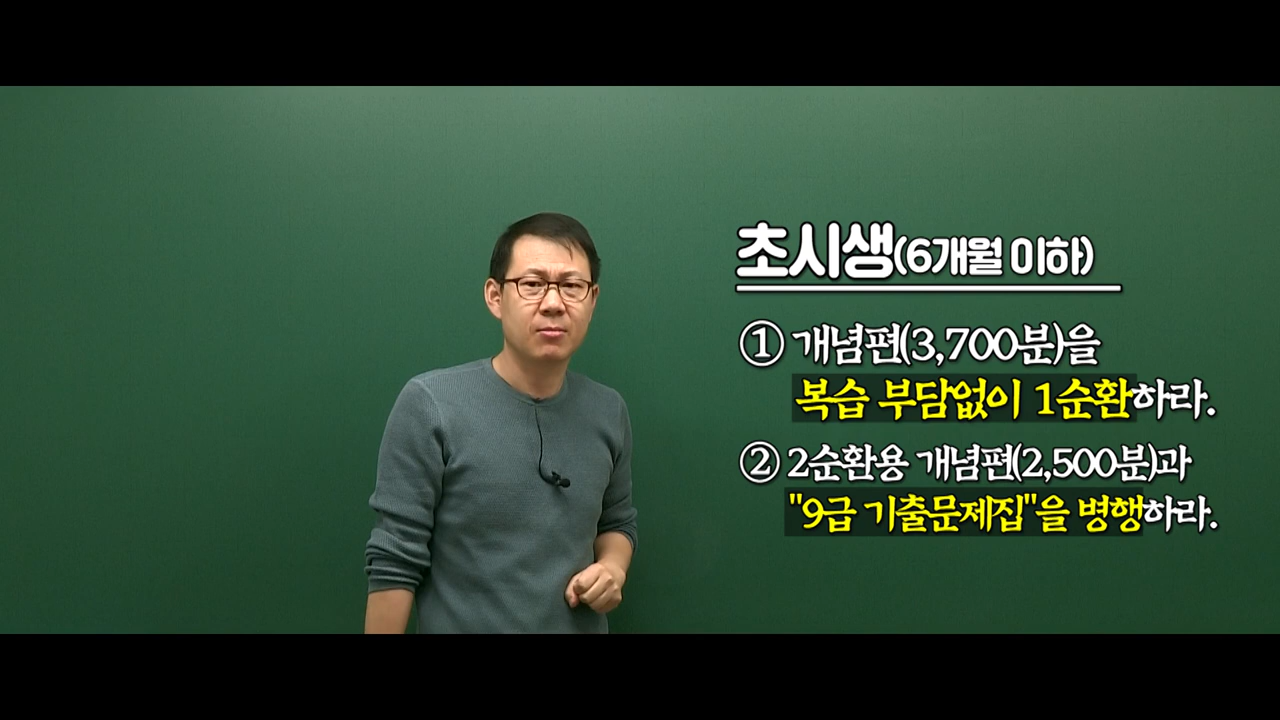 초시생(6개월 이하)
① 개념편(3,700분)을
복습 부담없이 1순환하라.
② 2순환용 개념편(2,500분)과
"9급 기출문제집"을 병행하라.